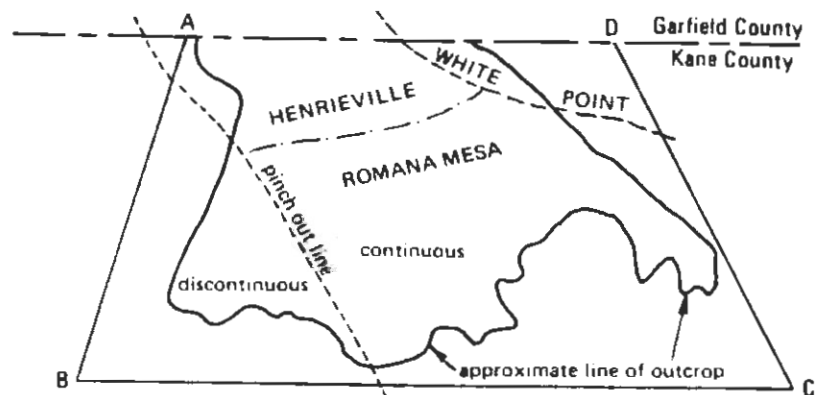 A
D
Garfield County
Kane County
WHITE
POINT
HENRIEVILLE
ROMANA MESA
pinch out line
continuous
discontinuous
approximate line of outcrop
B
C